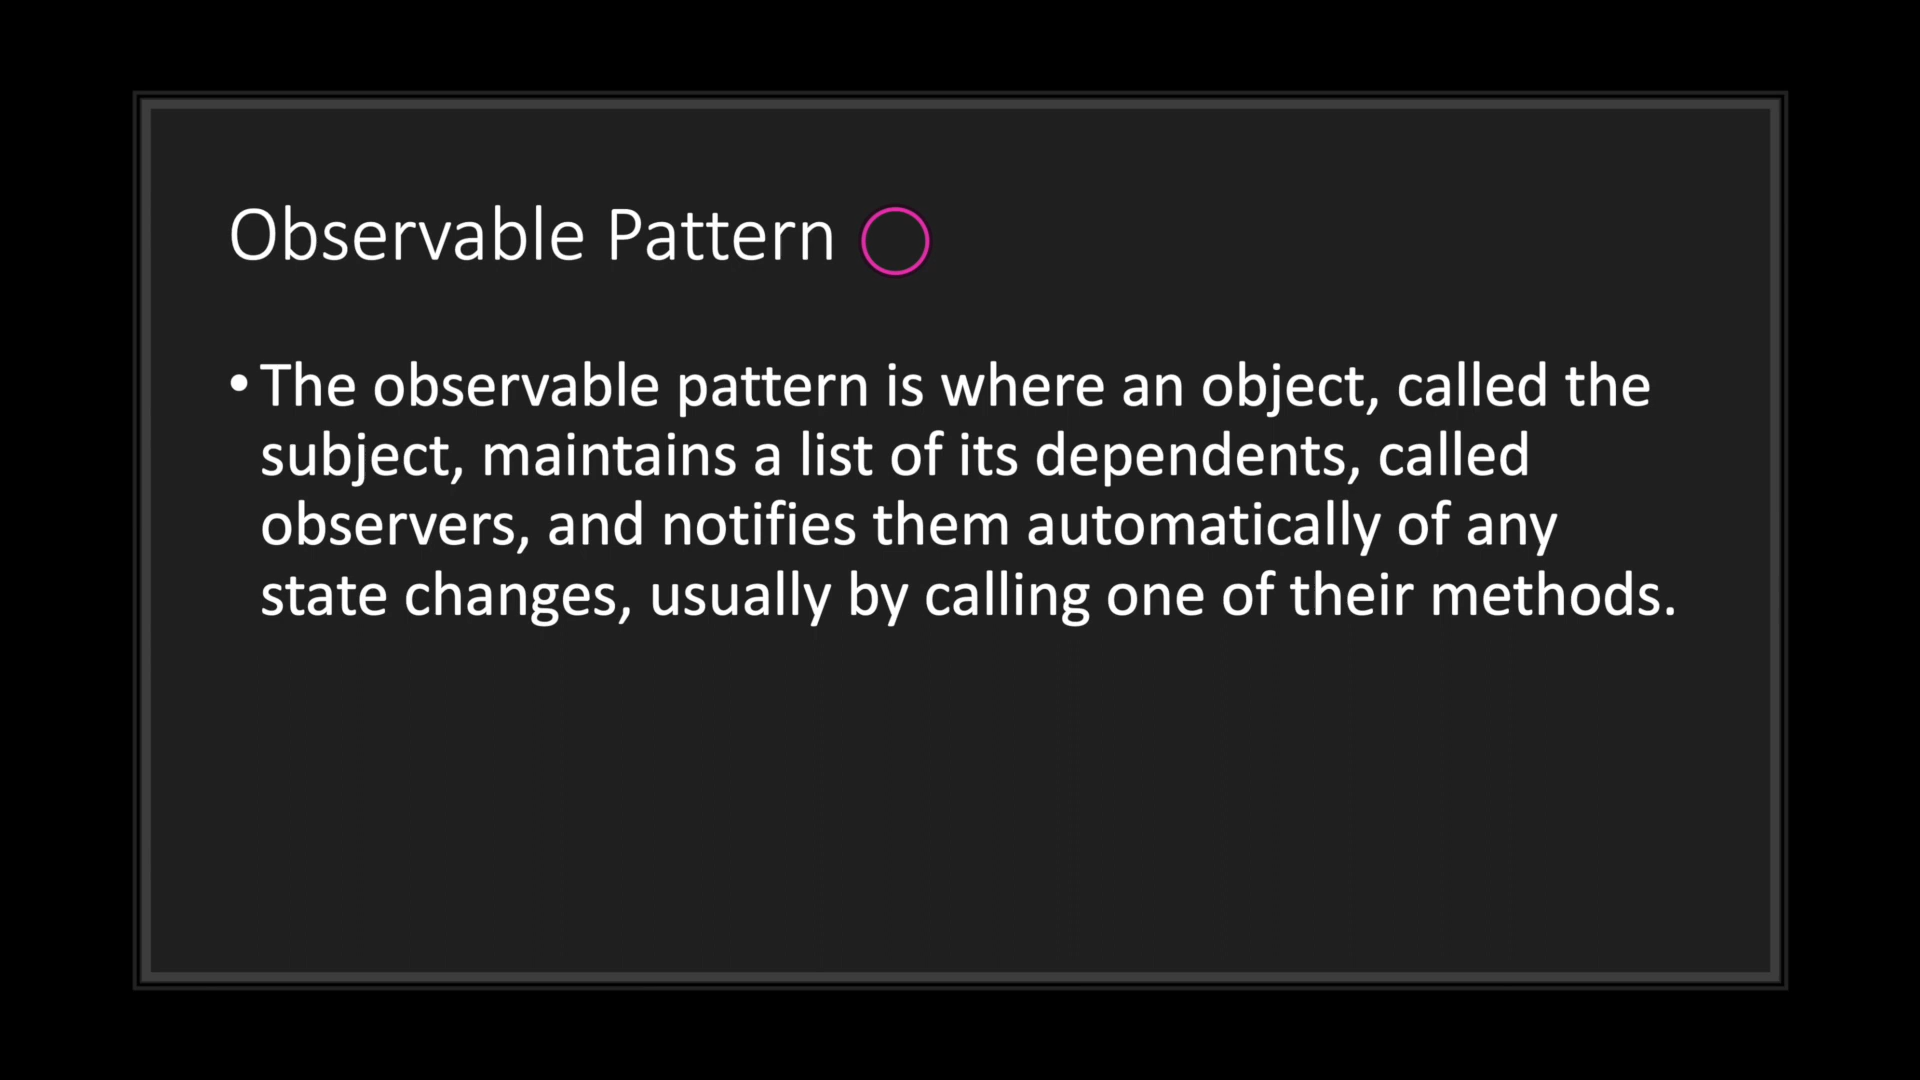 Observable Pattern
• The observable pattern is where an object, called the
subject, maintains a list of its dependents, called
observers, and notifies them automatically of any
state changes, usually by calling one of their methods.